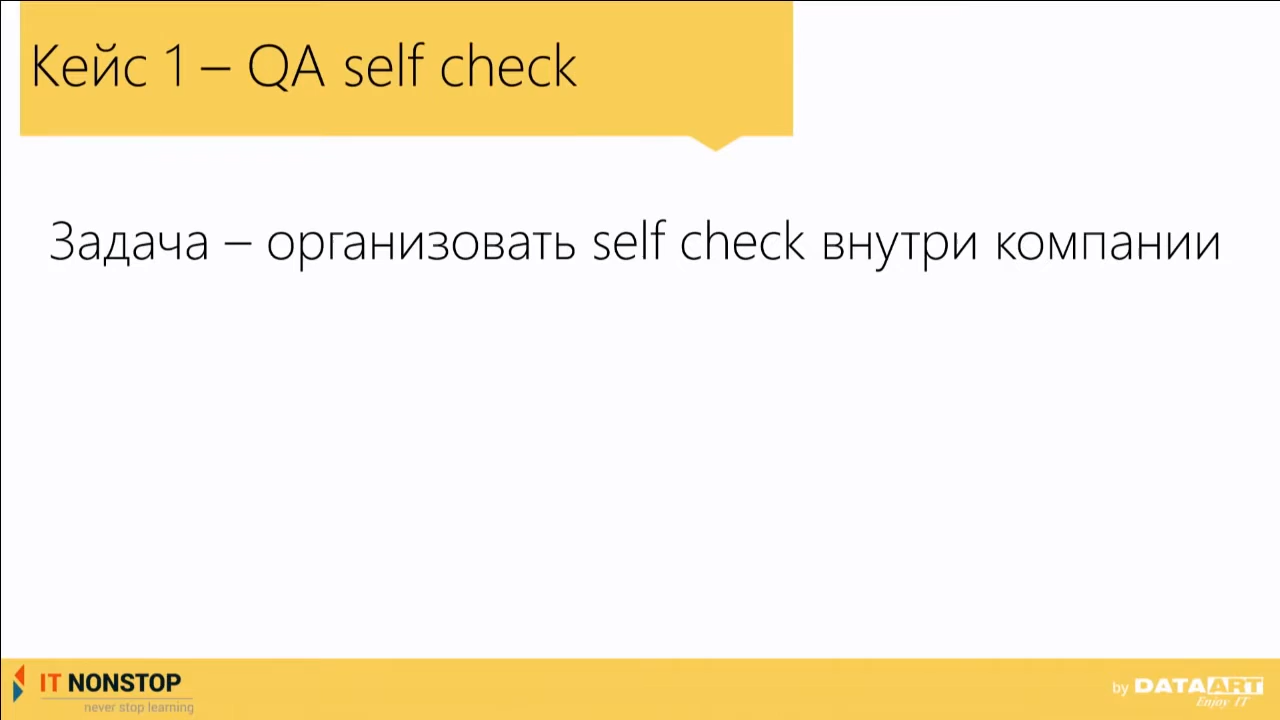 Кейс 1 – QA self check
Задача – организовать self check внутри компании
IT NONSTOP
never stop learning
by DATAART
Enjoy IT